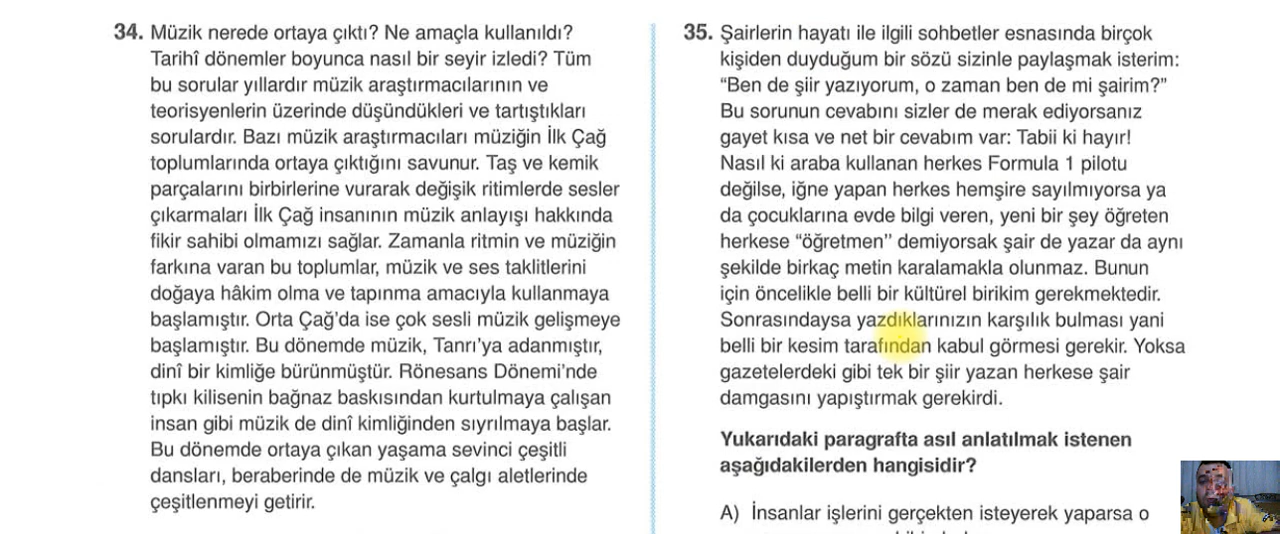 34. Müzik nerede ortaya çıktı? Ne amaçla kullanıldı?
Tarihî dönemler boyunca nasıl bir seyir izledi? Tüm
bu sorular yıllardır müzik araştırmacılarının ve
teorisyenlerin üzerinde düşündükleri ve tartıştıkları
sorulardır. Bazı müzik araştırmacıları müziğin İlk Çağ
toplumlarında ortaya çıktığını savunur. Taş ve kemik
parçalarını birbirlerine vurarak değişik ritimlerde sesler
çıkarmaları İlk Çağ insanının müzik anlayışı hakkında
fikir sahibi olmamızı sağlar. Zamanla ritmin ve müziğin
farkına varan bu toplumlar, müzik ve ses taklitlerini
doğaya hâkim olma ve tapınma amacıyla kullanmaya
başlamıştır. Orta Çağ'da ise çok sesli müzik gelişmeye
başlamıştır. Bu dönemde müzik, Tanrı'ya adanmıştır,
dinî bir kimliğe bürünmüştür. Rönesans Dönemi'nde
tıpkı kilisenin bağnaz baskısından kurtulmaya çalışan
insan gibi müzik de dinî kimliğinden sıyrılmaya başlar.
Bu dönemde ortaya çıkan yaşama sevinci çeşitli
dansları, beraberinde de müzik ve çalgı aletlerinde
çeşitlenmeyi getirir.
35. Şairlerin hayatı ile ilgili sohbetler esnasında birçok
kişiden duyduğum bir sözü sizinle paylaşmak isterim:
“Ben de şiir yazıyorum, o zaman ben de mi şairim?”
Bu sorunun cevabını sizler de merak ediyorsanız
gayet kısa ve net bir cevabım var: Tabii ki hayır!
Nasıl ki araba kullanan herkes Formula 1 pilotu
değilse, iğne yapan herkes hemşire sayılmıyorsa ya
da çocuklarına evde bilgi veren, yeni bir şey öğreten
herkese “öğretmen” demiyorsak şair de yazar da aynı
şekilde birkaç metin karalamakla olunmaz. Bunun
için öncelikle belli bir kültürel birikim gerekmektedir.
Sonrasındaysa yazdıklarınızın karşılık bulması yani
belli bir kesim tarafından kabul görmesi gerekir. Yoksa
gazetelerdeki gibi tek bir şiir yazan herkese şair
damgasını yapıştırmak gerekirdi.
Yukarıdaki paragrafta asıl anlatılmak istenen
aşağıdakilerden hangisidir?
A) İnsanlar işlerini gerçekten isteyerek yaparsa o